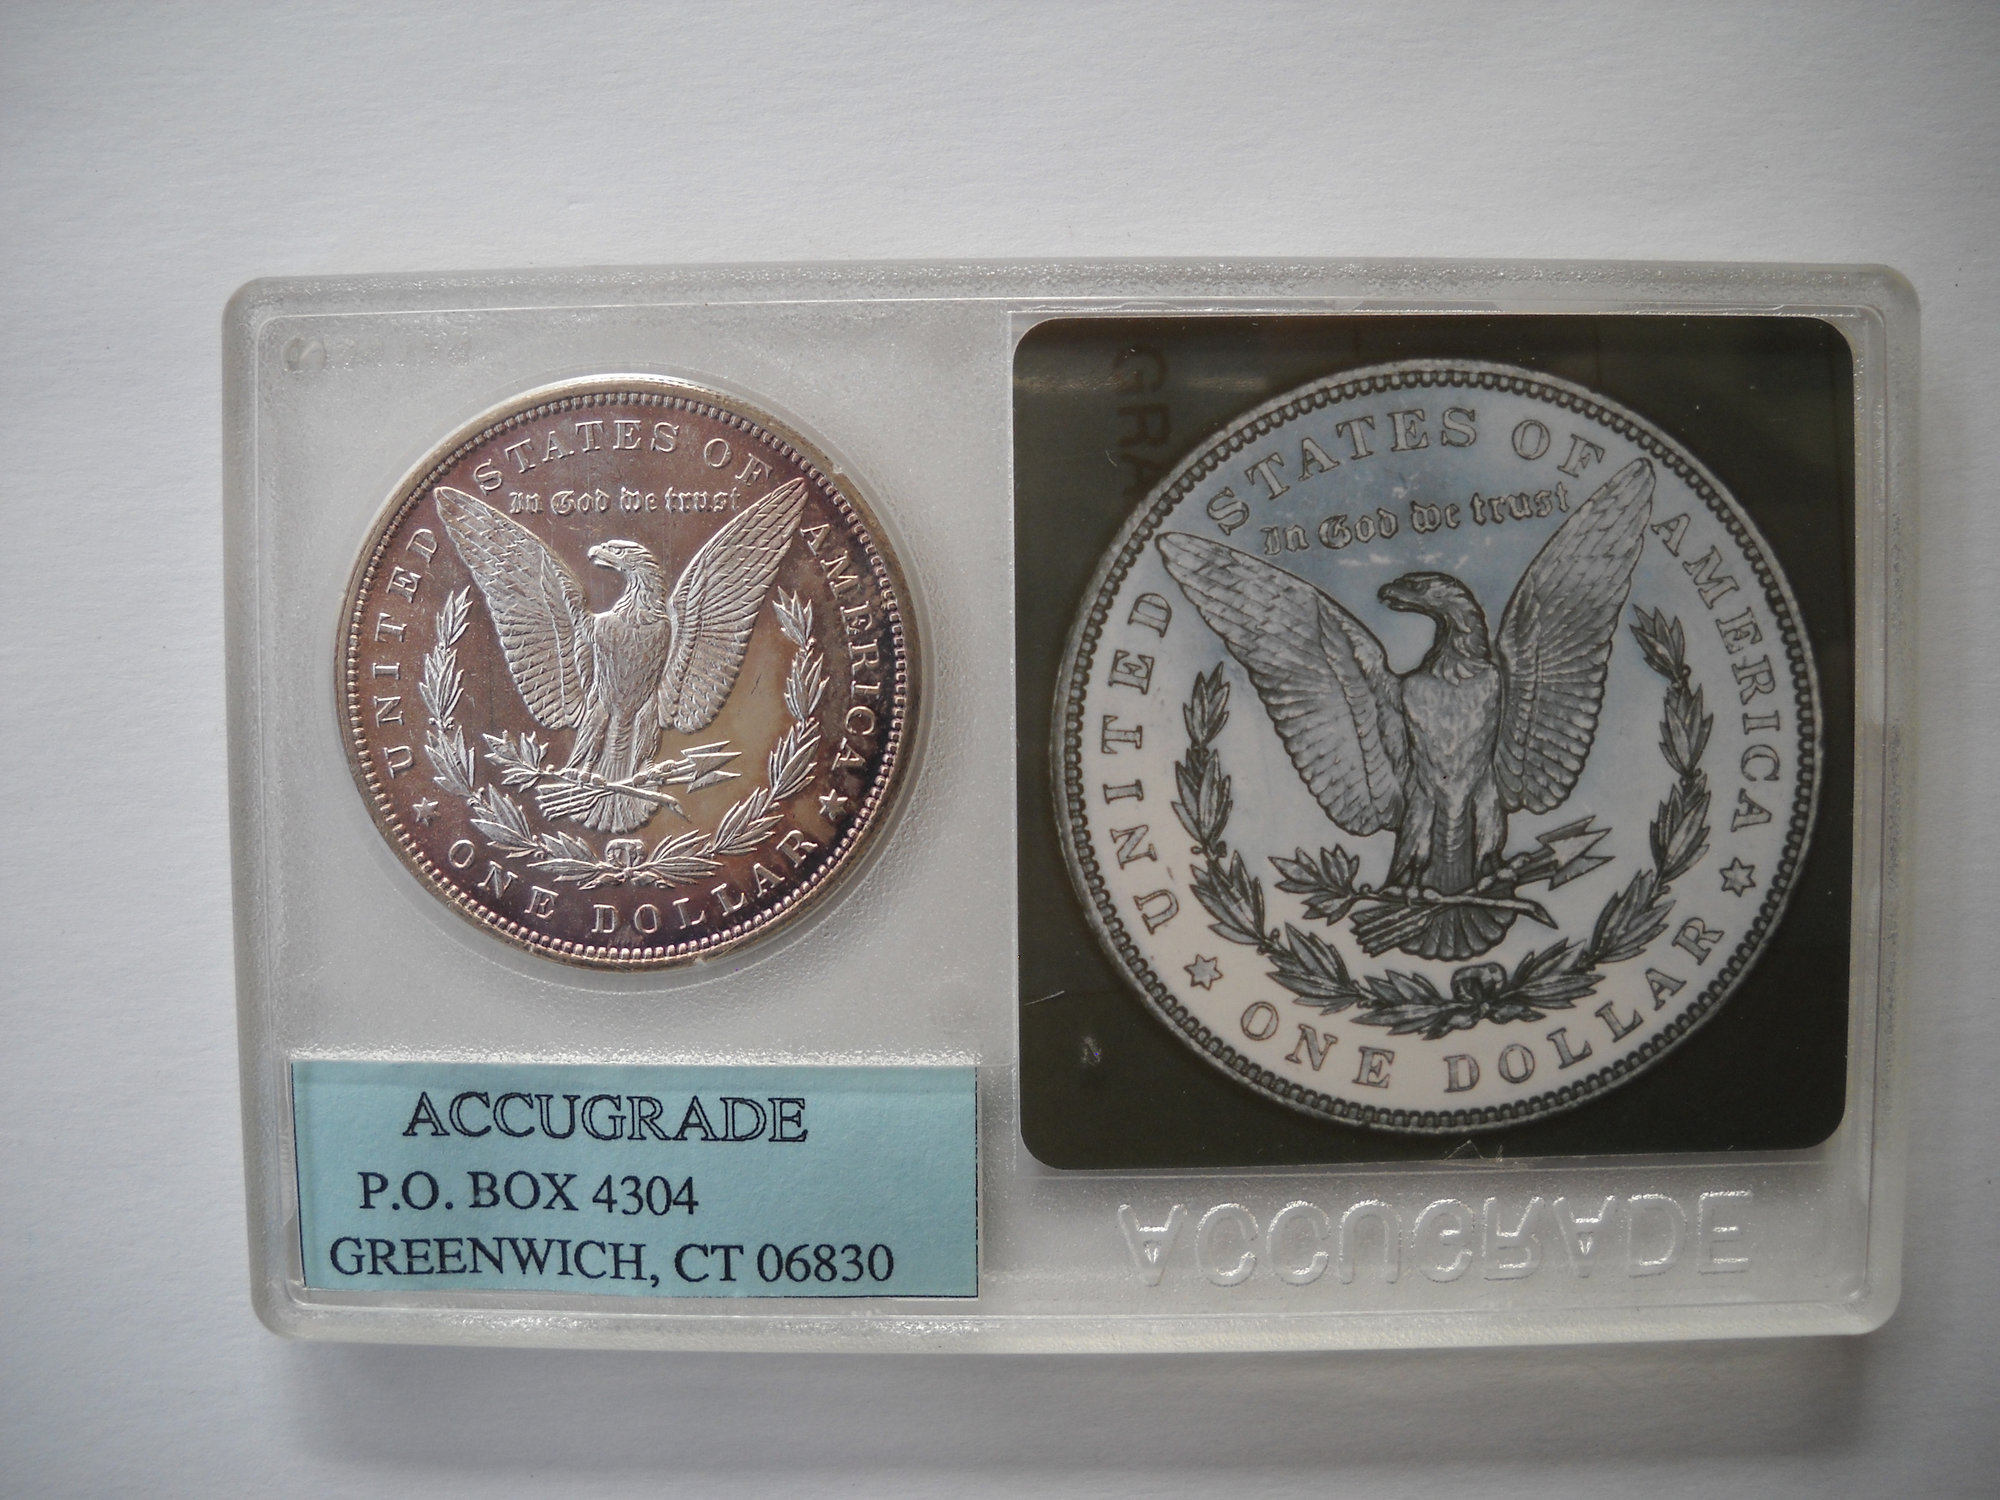 UNITED STATES OF AMERICA
In God we trust
ONE DOLLAR
UNITED STATES OF AMERICA
In God we trust
ONE DOLLAR
GRA
ACCUGRADE
P.O. BOX 4304
GREENWICH, CT 06830
ACCUGRADE